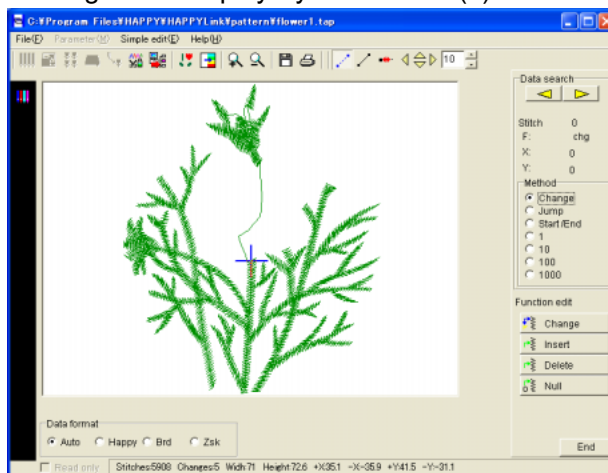 C:¥Program Files¥HAPPY¥HAPPYLink¥pattern¥flower1.tap
File(F) Parameter(M) Simple edit(E) Help(H)
10
Data search
Stitch 0
F: chg
X: 0
Y: 0
Method
Change
Jump
Start/End
1
10
100
1000
Function edit
Change
Insert
Delete
Null
Data format
Auto Happy Brd Zsk
End
Read only Stitches:5908 Changes:5 Width:71 Height:72.6 +X:35.1 -X:-35.9 +Y:41.5 -Y:-31.1